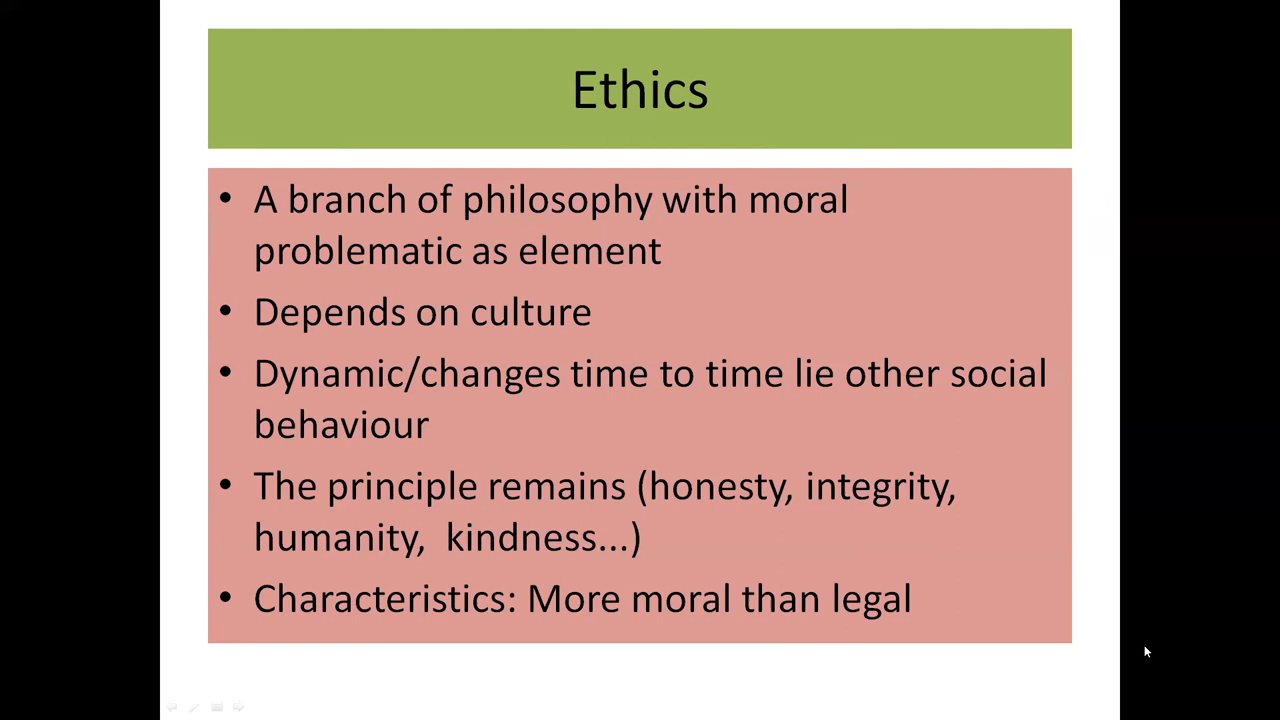 Ethics
• A branch of philosophy with moral
problematic as element
• Depends on culture
• Dynamic/changes time to time lie other social
behaviour
• The principle remains (honesty, integrity,
humanity,  kindness...)
• Characteristics: More moral than legal